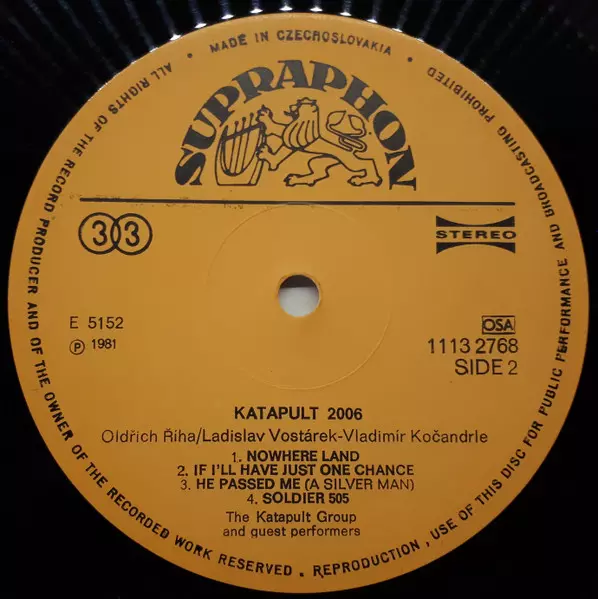 ALL RIGHTS OF THE RECORD PRODUCER AND OF THE OWNER OF THE RECORDED WORK RESERVED. REPRODUCTION, USE OF THIS DISC FOR PUBLIC PERFORMANCE AND BROADCASTING PROHIBITED
• MADE IN CZECHOSLOVAKIA •
SUPRAPHON
33
STEREO
E 5152
OSA
℗ 1981
1113 2768
SIDE 2
KATAPULT 2006
Oldřich Říha/Ladislav Vostárek-Vladimír Kočandrle
1. NOWHERE LAND
2. IF I'LL HAVE JUST ONE CHANCE
3. HE PASSED ME (A SILVER MAN)
4. SOLDIER 505
The Katapult Group
and guest performers